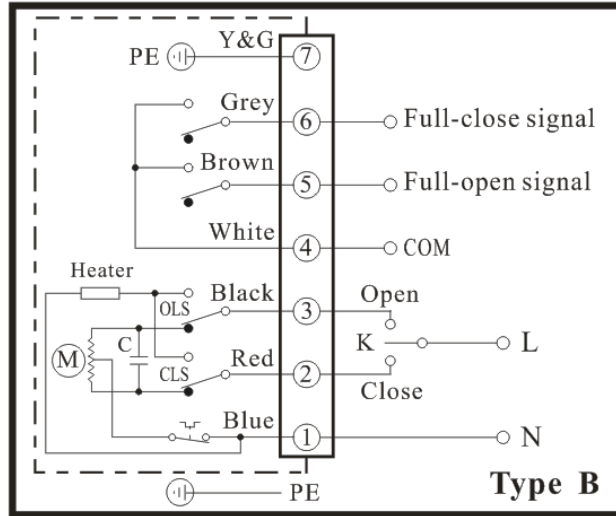 Y&G
PE
7
Grey
6
Full-close signal
Brown
5
Full-open signal
White
4
COM
Heater
OLS
Black
3
Open
K
L
M
C
CLS
Red
2
Close
Blue
1
N
PE
Type B